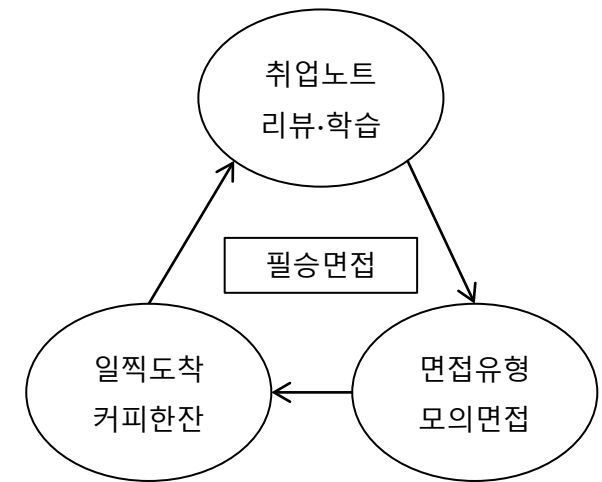 취업노트
리뷰·학습
필승면접
일찍도착
커피한잔
면접유형
모의면접